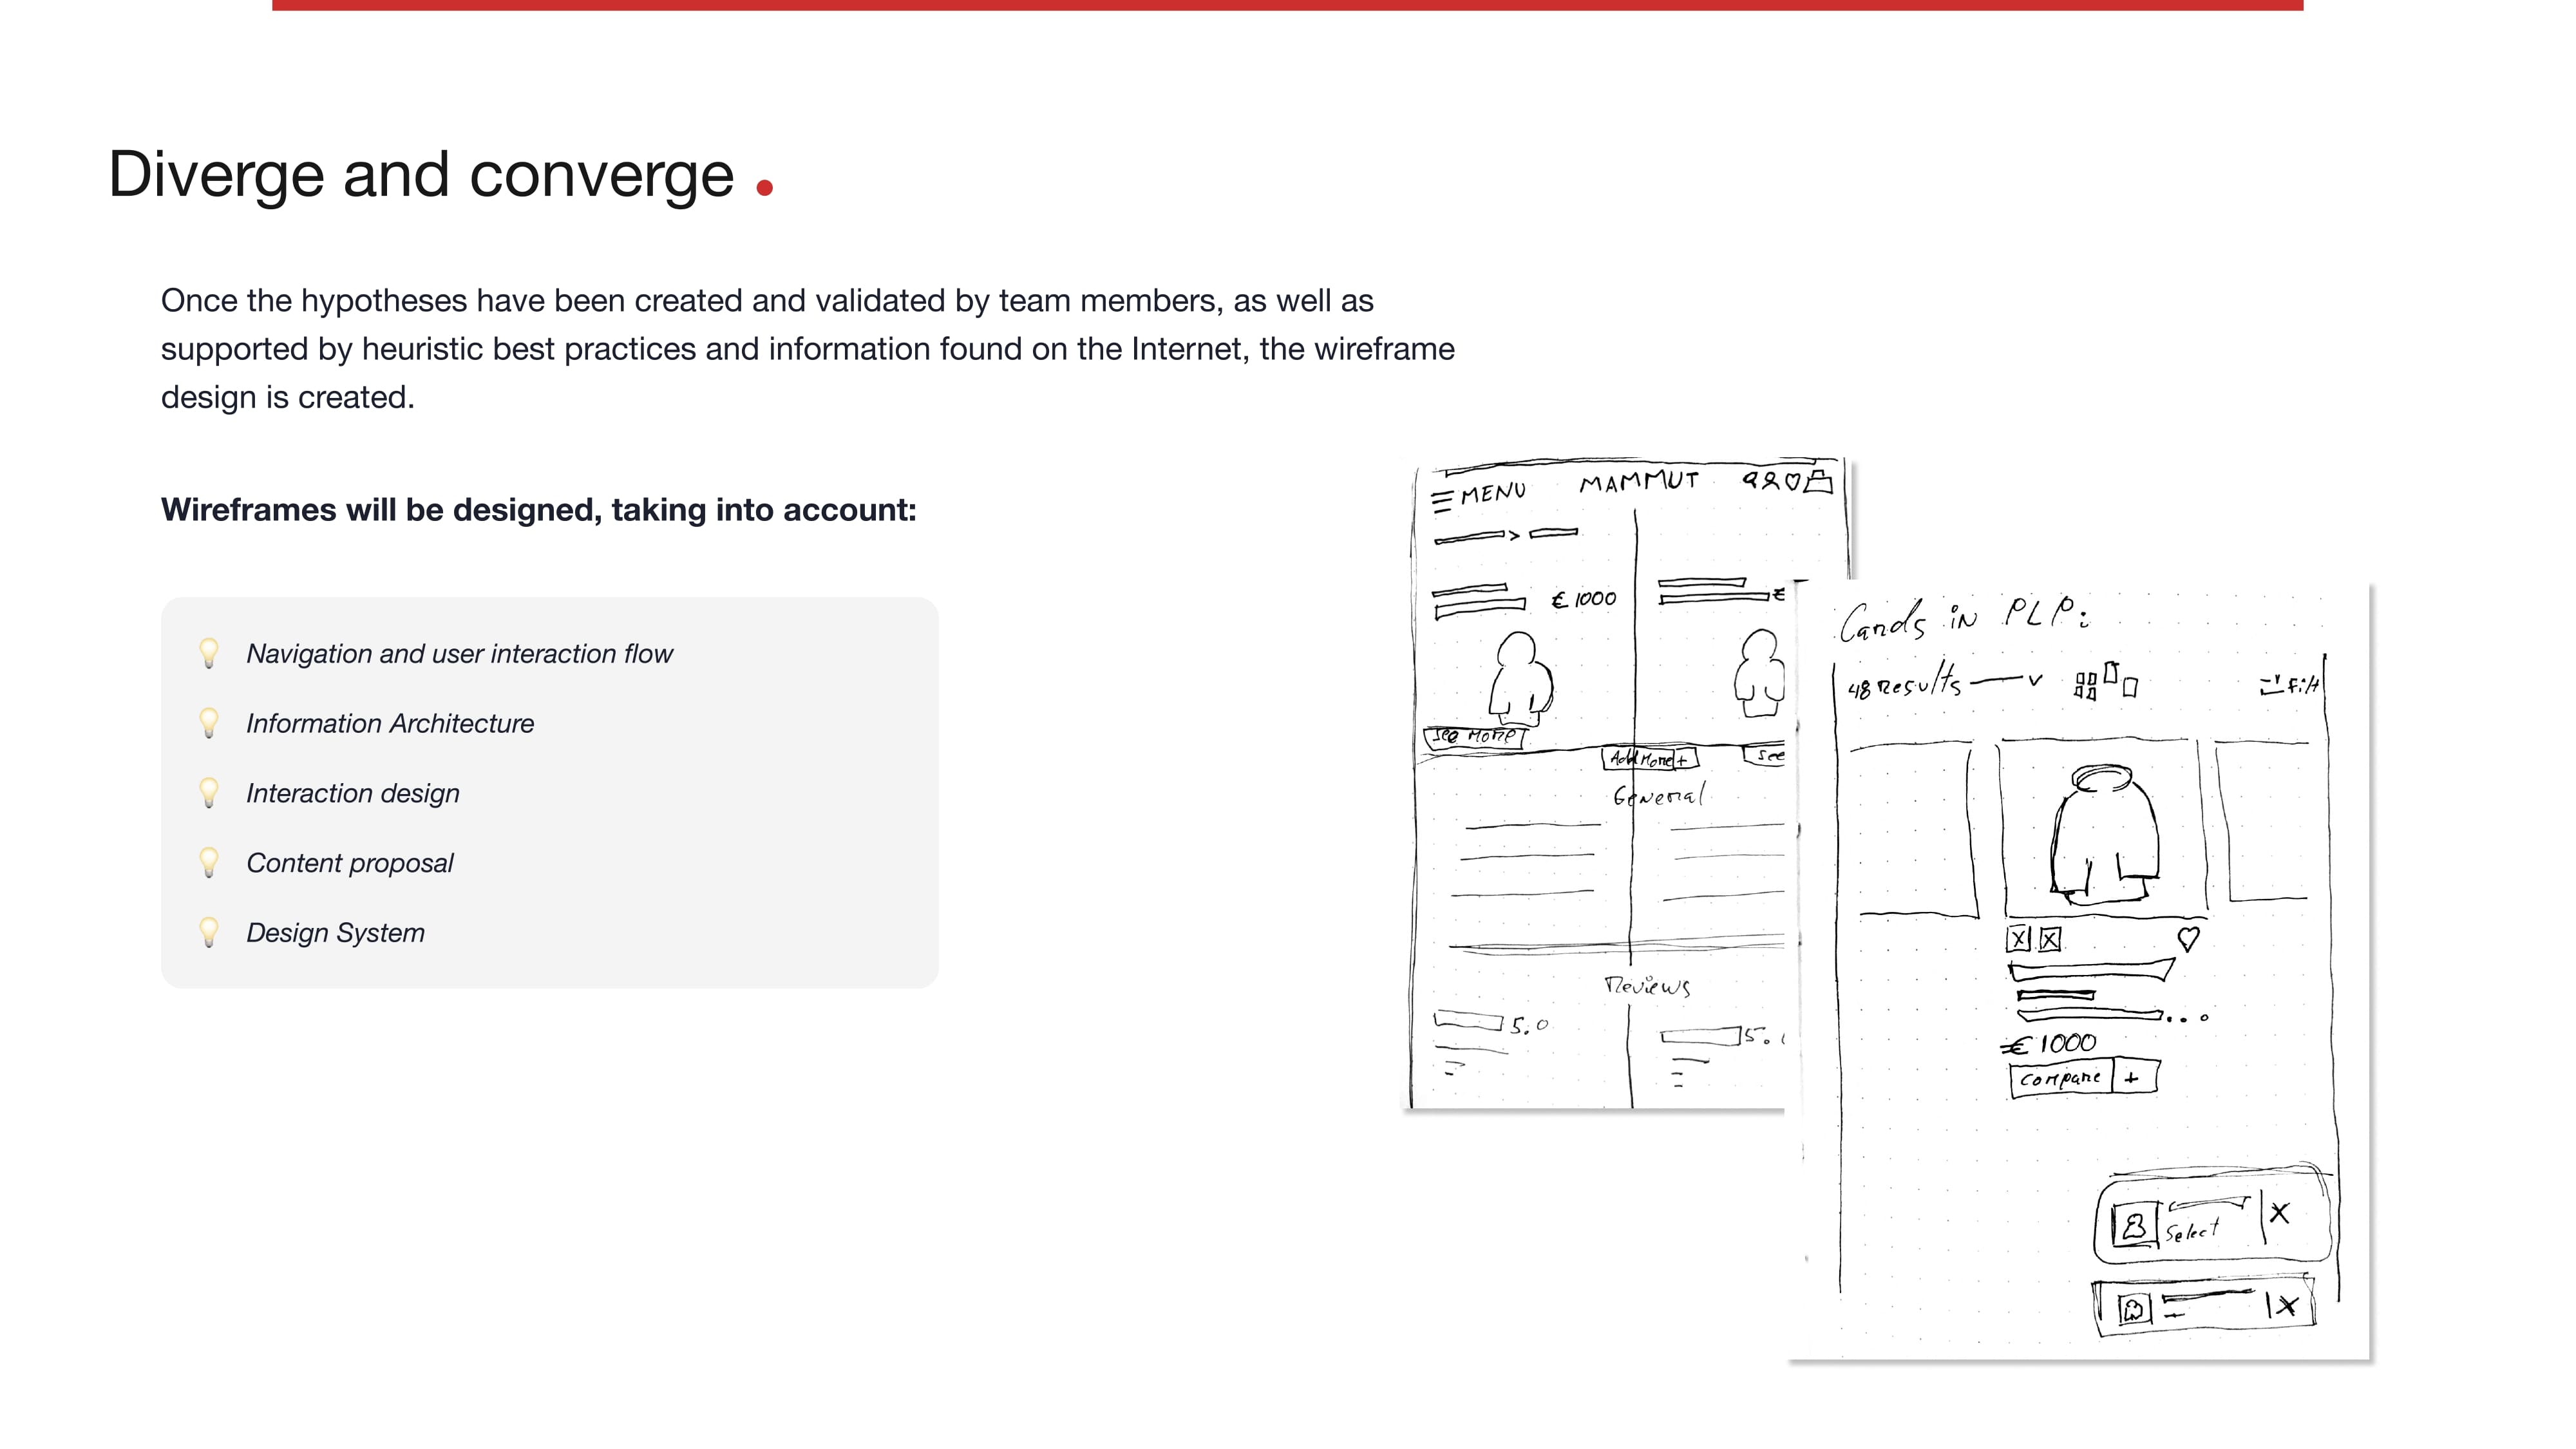 Diverge and converge .
Once the hypotheses have been created and validated by team members, as well as
supported by heuristic best practices and information found on the Internet, the wireframe
design is created.
Wireframes will be designed, taking into account:
Navigation and user interaction flow
Information Architecture
Interaction design
Content proposal
Design System
MENU MAMMUT
€ 1000 €
See More
Add More + See
General
Reviews
5.0 5.
Cards in PLP:
48 Results filt
€ 1000
Compare +
Select X
X